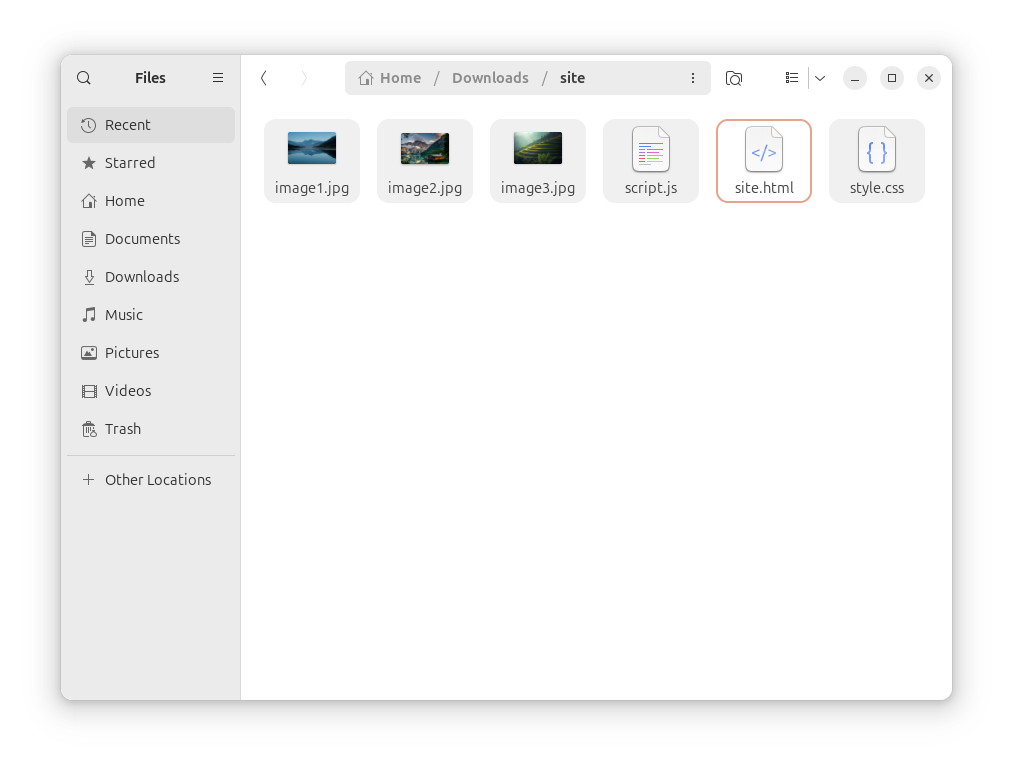 Files
Home / Downloads / site
Recent
Starred
Home
Documents
Downloads
Music
Pictures
Videos
Trash
Other Locations
image1.jpg
image2.jpg
image3.jpg
script.js
site.html
style.css